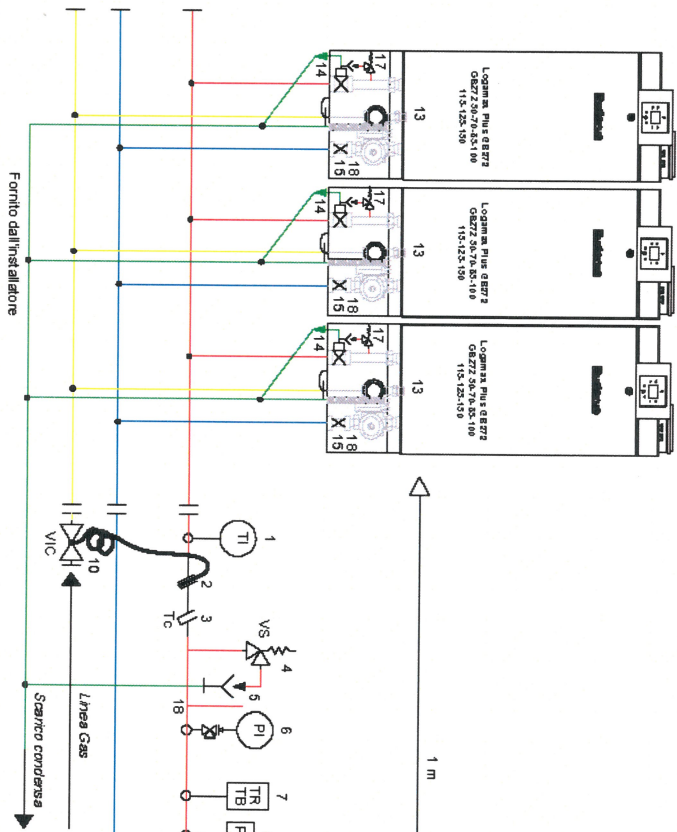 Buderus
Buderus
Buderus
Logamax Plus GB272
GB272 50-70-85-100
115-125-150
Logamax Plus GB272
GB272 50-70-85-100
115-125-150
Logamax Plus GB272
GB272 50-70-85-100
115-125-150
1 m
13
13
13
17
18
17
18
17
18
14
15
14
15
14
15
1
4
6
7
TI
VS
5
PI
TR
TB
P
2
3
Tc
18
10
VIC
Linea Gas
Scarico condensa
Fornito dall'installatore